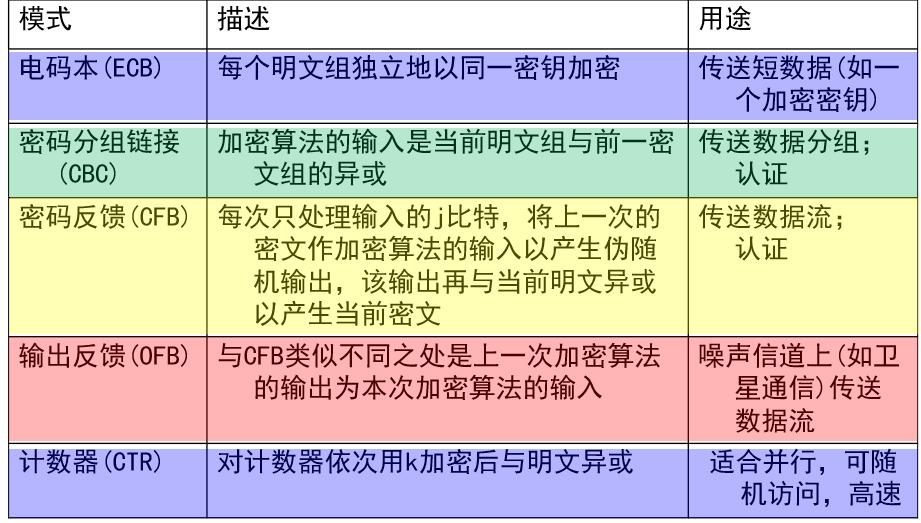 模式
描述
用途
电码本(ECB)
每个明文组独立地以同一密钥加密
传送短数据(如一
个加密密钥)
密码分组链接
(CBC)
加密算法的输入是当前明文组与前一密
文组的异或
传送数据分组；
认证
密码反馈(CFB)
每次只处理输入的j比特，将上一次的
密文作加密算法的输入以产生伪随
机输出，该输出再与当前明文异或
以产生当前密文
传送数据流；
认证
输出反馈(OFB)
与CFB类似不同之处是上一次加密算法
的输出为本次加密算法的输入
噪声信道上(如卫
星通信)传送
数据流
计数器(CTR)
对计数器依次用k加密后与明文异或
适合并行，可随
机访问，高速